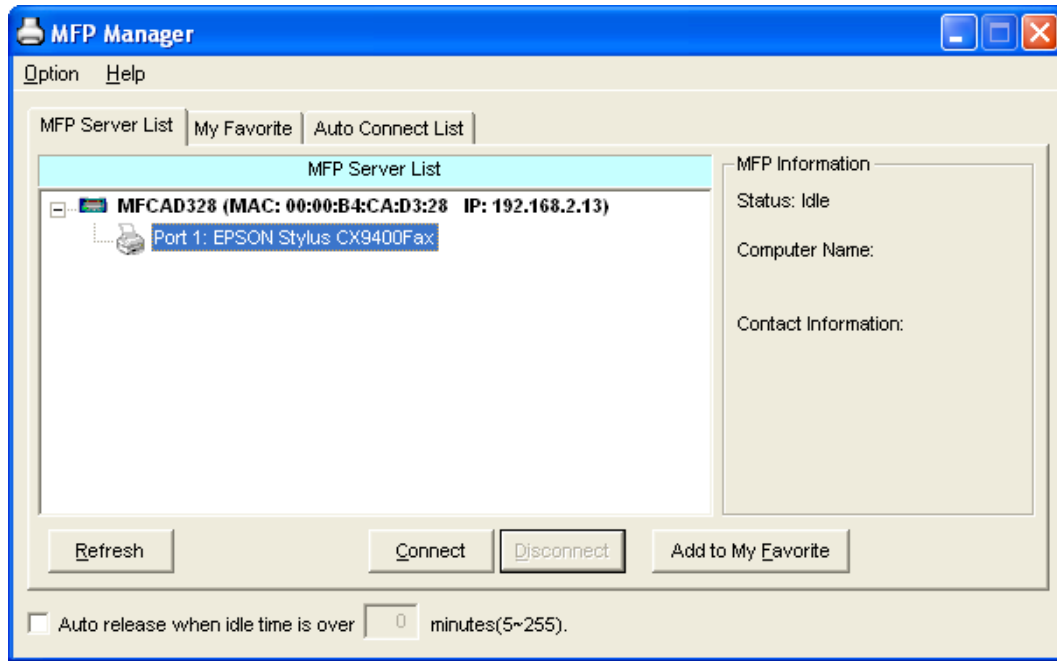 MFP Manager
Option Help
MFP Server List My Favorite Auto Connect List
MFP Server List
MFCAD328 (MAC: 00:00:B4:CA:D3:28 IP: 192.168.2.13)
Port 1: EPSON Stylus CX9400Fax
MFP Information
Status: Idle
Computer Name:
Contact Information:
Refresh Connect Disconnect Add to My Favorite
Auto release when idle time is over 0 minutes(5~255).